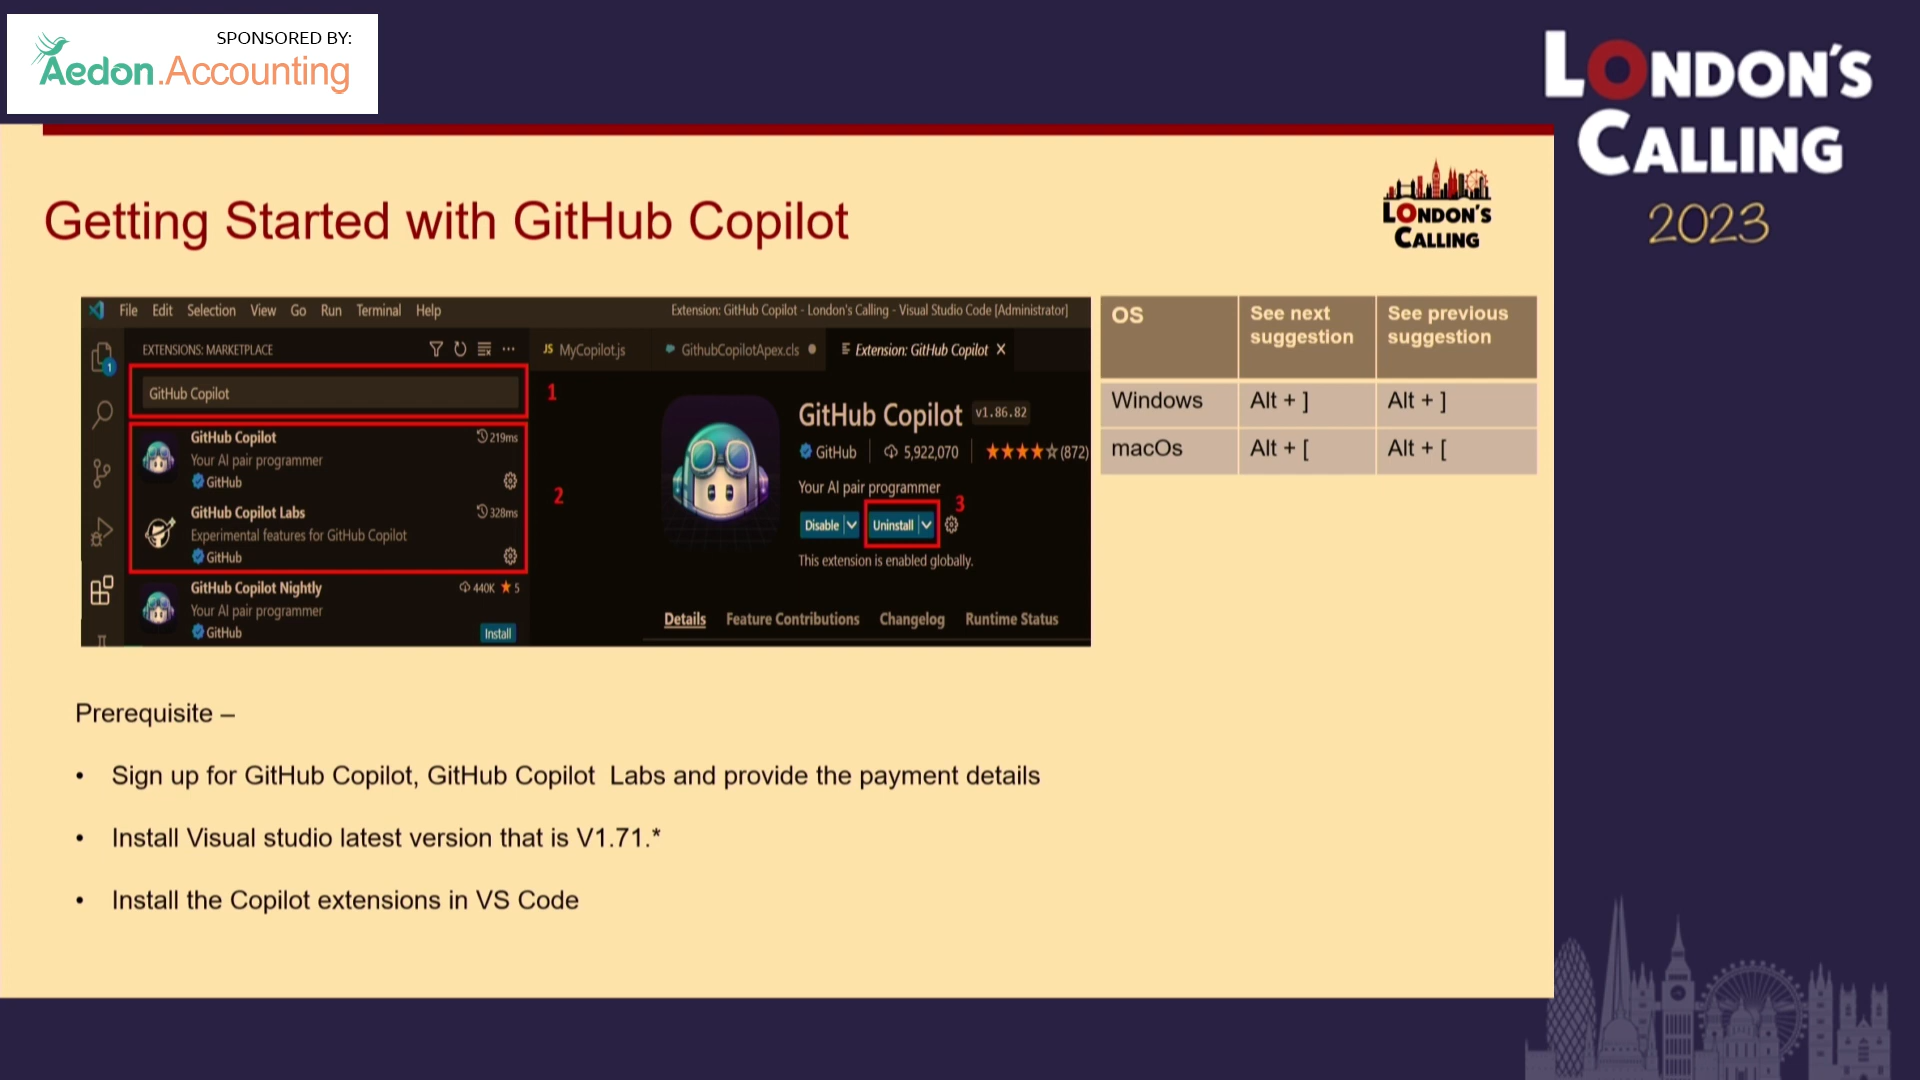 SPONSORED BY:
Aedon.Accounting
LONDON'S
CALLING
2023
Getting Started with GitHub Copilot
LONDON'S
CALLING
File Edit Selection View Go Run Terminal Help
Extension: GitHub Copilot - London's Calling - Visual Studio Code [Administrator]
EXTENSIONS: MARKETPLACE
JS MyCopilot.js
GithubCopilotApex.cls
Extension: GitHub Copilot
1
GitHub Copilot
1
GitHub Copilot
219ms
Your AI pair programmer
GitHub
2
GitHub Copilot Labs
328ms
Experimental features for GitHub Copilot
GitHub
GitHub Copilot Nightly
440K 5
Your AI pair programmer
GitHub
Install
GitHub Copilot v1.86.82
GitHub 5,922,070 (872)
Your AI pair programmer
3
Disable Uninstall
This extension is enabled globally.
Details Feature Contributions Changelog Runtime Status
OS See next suggestion See previous suggestion
Windows Alt + ] Alt + ]
macOs Alt + [ Alt + [
Prerequisite –
• Sign up for GitHub Copilot, GitHub Copilot Labs and provide the payment details
• Install Visual studio latest version that is V1.71.*
• Install the Copilot extensions in VS Code